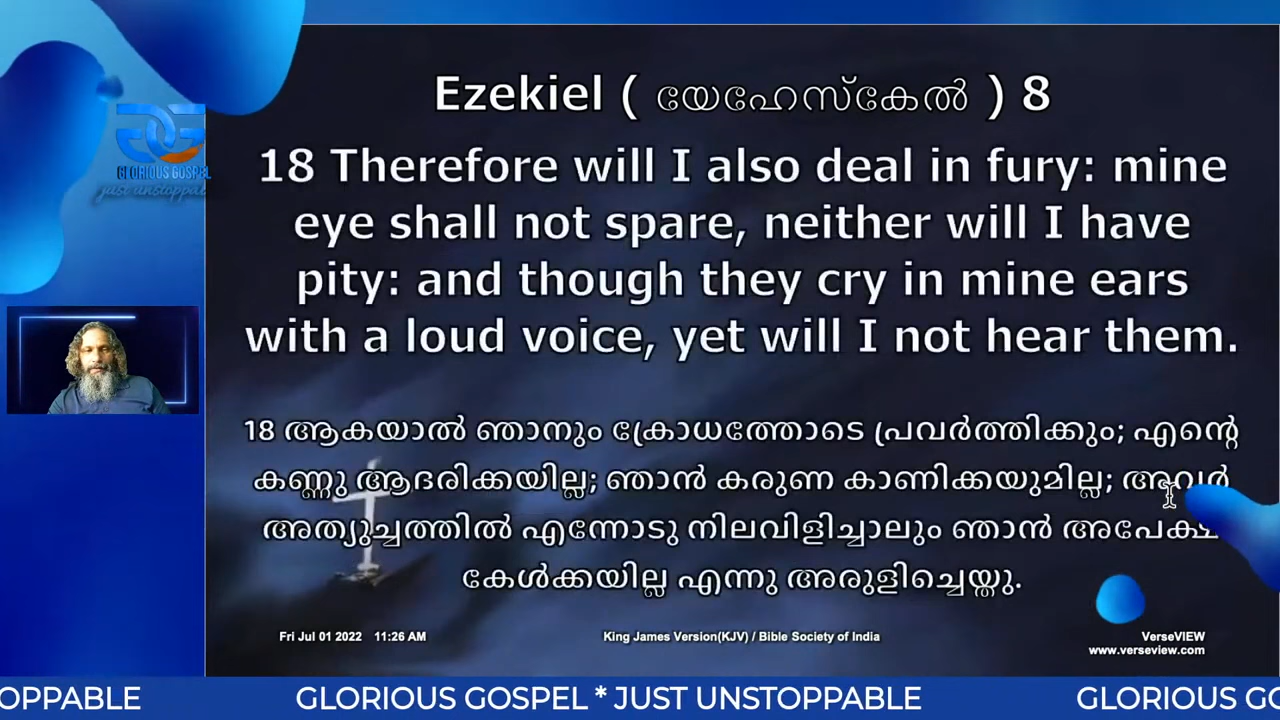 Ezekiel ( യേഹേസ്കേൽ ) 8
18 Therefore will I also deal in fury: mine
eye shall not spare, neither will I have
pity: and though they cry in mine ears
with a loud voice, yet will I not hear them.
18 ആകയാൽ ഞാനും ക്രോധത്തോടെ പ്രവർത്തിക്കും; എന്റെ
കണ്ണു ആദരിക്കയില്ല; ഞാൻ കരുണ കാണിക്കയുമില്ല; അവർ
അത്യുച്ചത്തിൽ എന്നോടു നിലവിളിച്ചാലും ഞാൻ
കേൾക്കയില്ല എന്നു അരുളിച്ചെയ്തു.
Fri Jul 01 2022 11:26 AM
King James Version(KJV) / Bible Society of India
VerseVIEW
www.verseview.com
GLORIOUS GOSPEL
just unstoppabl
OPPABLE GLORIOUS GOSPEL * JUST UNSTOPPABLE GLORIOUS GO